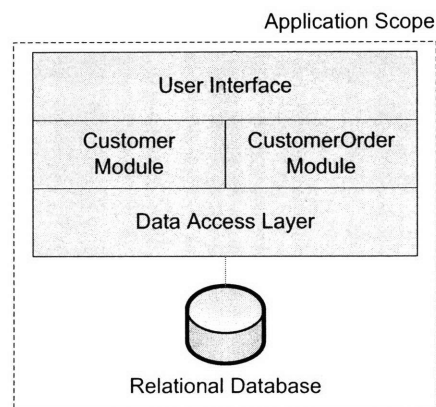 Application Scope
User Interface
Customer
Module
CustomerOrder
Module
Data Access Layer
Relational Database